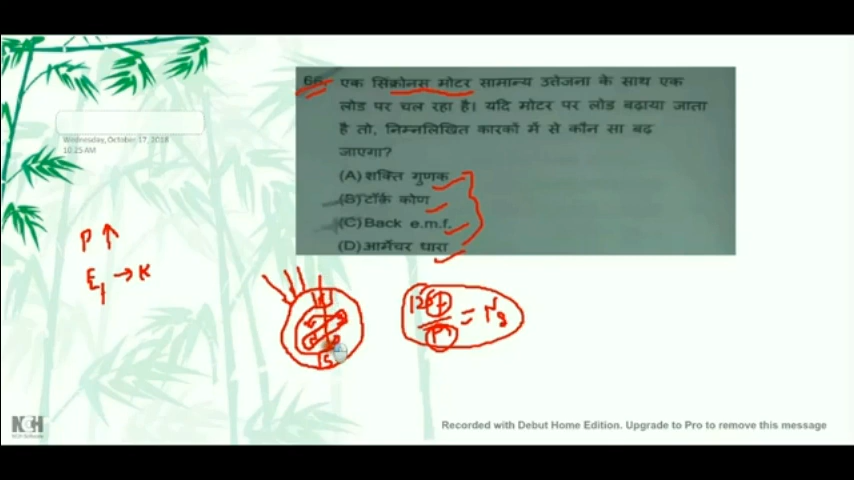 66. एक सिंक्रोनस मोटर सामान्य उत्तेजना के साथ एक
लोड पर चल रहा है। यदि मोटर पर लोड बढ़ाया जाता
है तो, निम्नलिखित कारकों में से कौन सा बढ़
जाएगा?
(A) शक्ति गुणक
(B) टॉर्क कोण
(C) Back e.m.f.
(D) आर्मेचर धारा
Wednesday, October 17, 2018
10:25 AM
P ↑
E → K
NCH
NCH Software
Recorded with Debut Home Edition. Upgrade to Pro to remove this message